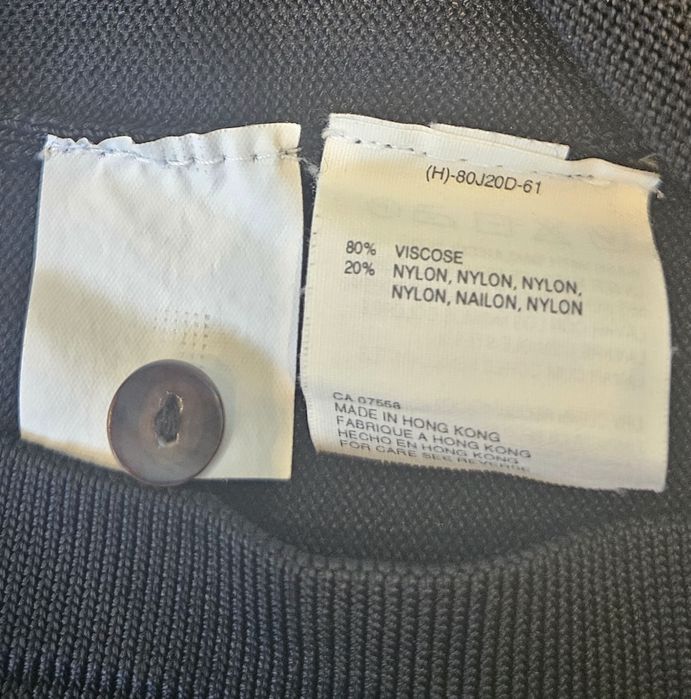 (H)-80J20D-61
80% VISCOSE
20% NYLON, NYLON, NYLON,
NYLON, NAILON, NYLON
CA 07568
MADE IN HONG KONG
FABRIQUE A HONG KONG
HECHO EN HONG KONG
FOR CARE SEE REVERSE